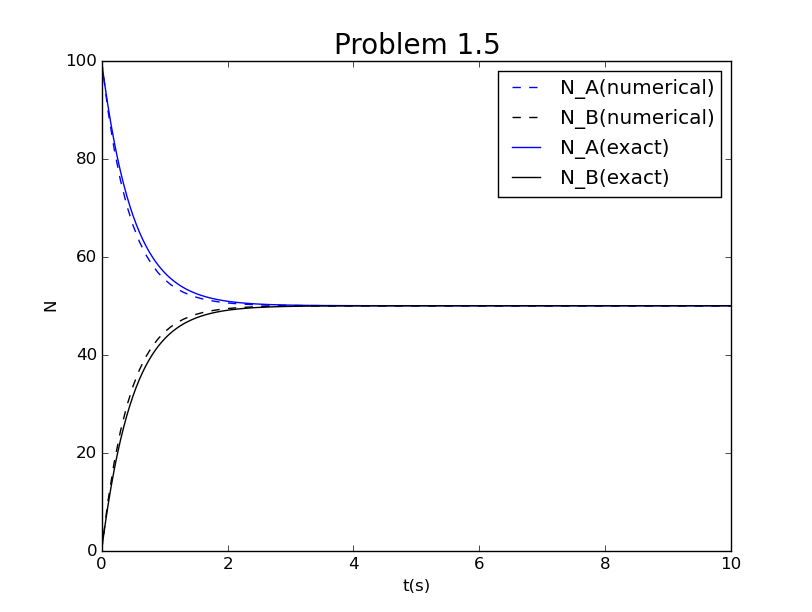 Problem 1.5
100
80
60
40
20
0
N
N_A(numerical)
N_B(numerical)
N_A(exact)
N_B(exact)
0 2 4 6 8 10
t(s)